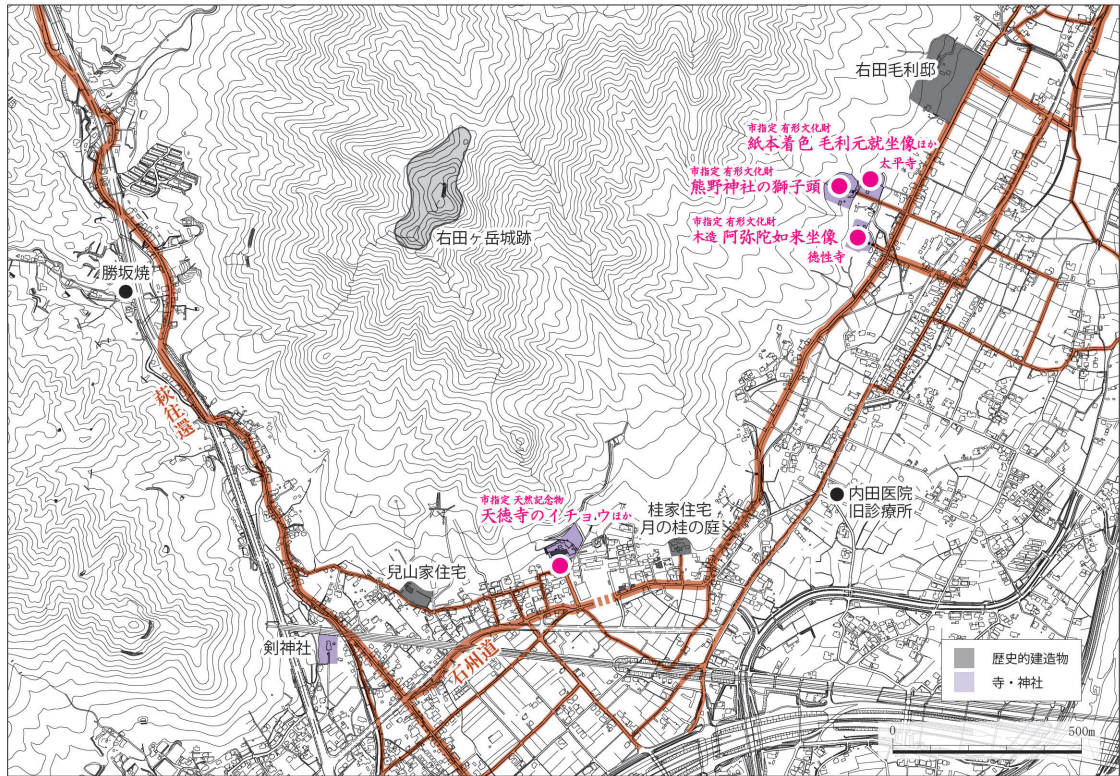 右田毛利邸
市指定 有形文化財
紙本着色 毛利元就坐像ほか
太平寺
市指定 有形文化財
熊野神社の獅子頭
市指定 有形文化財
木造 阿弥陀如来坐像
徳性寺
右田ヶ岳城跡
勝坂焼
萩往還
市指定 天然記念物
天徳寺のイチョウほか
桂家住宅
月の桂の庭
内田医院
旧診療所
兒山家住宅
剣神社
石州道
歴史的建造物
寺・神社
0 500m